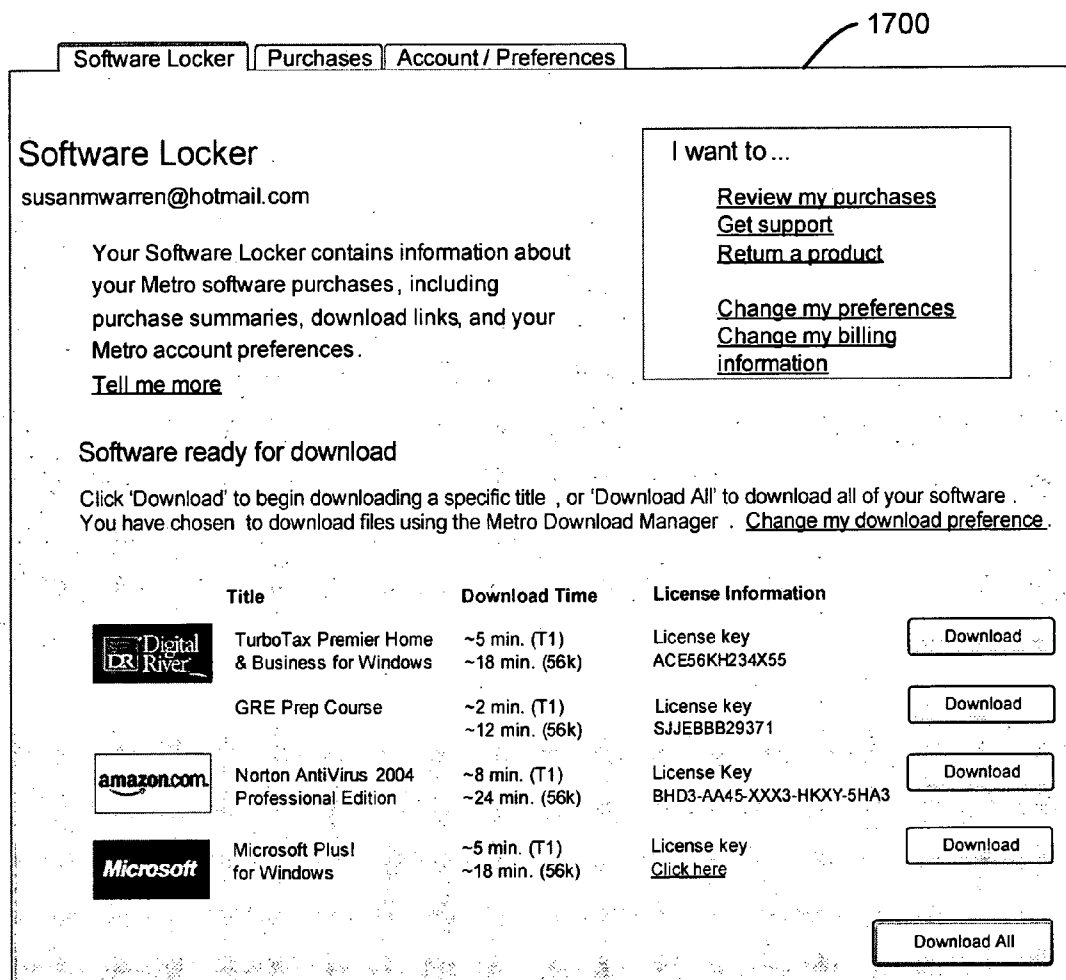 1700
Software Locker Purchases Account / Preferences
Software Locker
susanmwarren@hotmail.com
Your Software Locker contains information about
your Metro software purchases, including
purchase summaries, download links, and your
Metro account preferences.
Tell me more
I want to ...
Review my purchases
Get support
Return a product
Change my preferences
Change my billing
information
Software ready for download
Click 'Download' to begin downloading a specific title , or 'Download All' to download all of your software .
You have chosen to download files using the Metro Download Manager . Change my download preference .
Title Download Time License Information
DR Digital River
TurboTax Premier Home
& Business for Windows
~5 min. (T1)
~18 min. (56k)
License key
ACE56KH234X55
Download
GRE Prep Course
~2 min. (T1)
~12 min. (56k)
License key
SJJEBBB29371
Download
amazon.com.
Norton AntiVirus 2004
Professional Edition
~8 min. (T1)
~24 min. (56k)
License Key
BHD3-AA45-XXX3-HKXY-5HA3
Download
Microsoft
Microsoft Plus!
for Windows
~5 min. (T1)
~18 min. (56k)
License key
Click here
Download
Download All